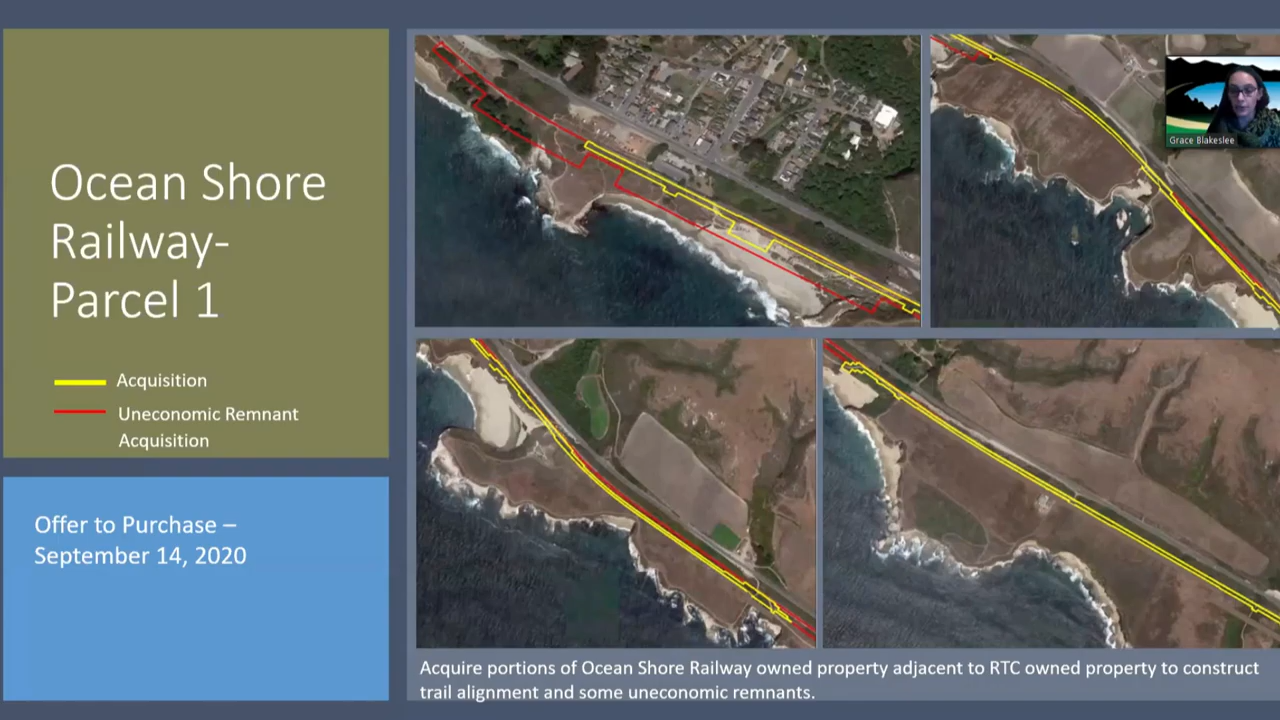 Ocean Shore
Railway-
Parcel 1
Acquisition
Uneconomic Remnant
Acquisition
Offer to Purchase –
September 14, 2020
Grace Blakeslee
Acquire portions of Ocean Shore Railway owned property adjacent to RTC owned property to construct
trail alignment and some uneconomic remnants.